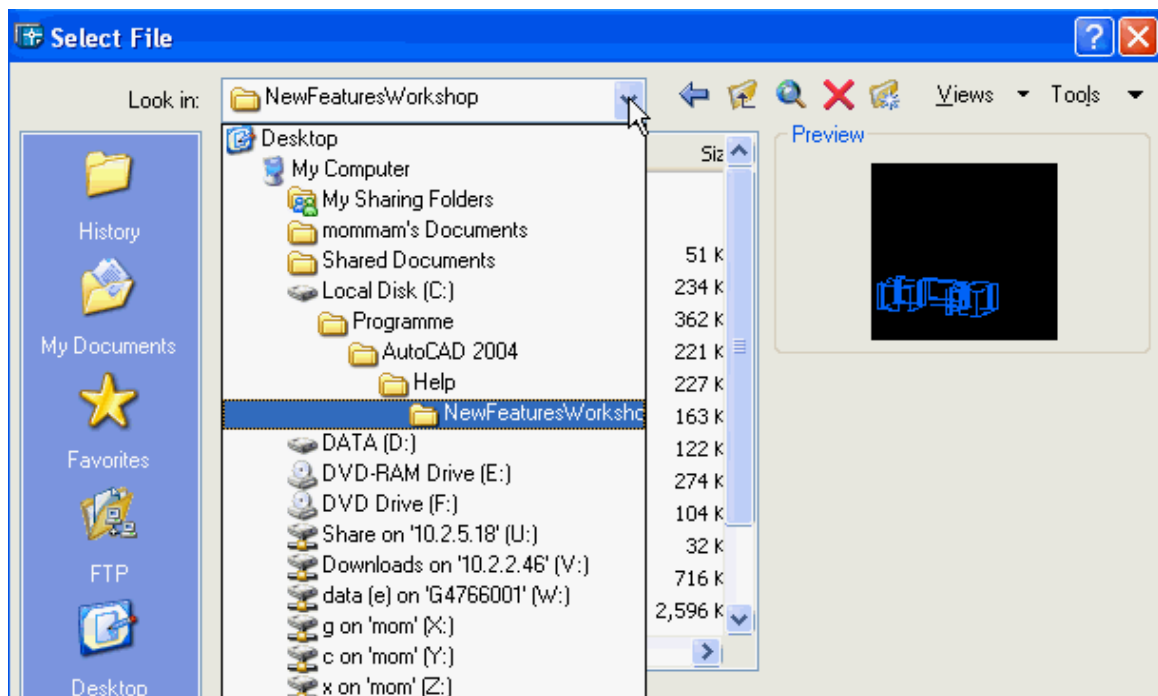 Select File
Look in:
NewFeaturesWorkshop
Views
Tools
Desktop
My Computer
My Sharing Folders
mommam's Documents
Shared Documents
Local Disk (C:)
Programme
AutoCAD 2004
Help
NewFeaturesWorksho
DATA (D:)
DVD-RAM Drive (E:)
DVD Drive (F:)
Share on '10.2.5.18' (U:)
Downloads on '10.2.2.46' (V:)
data (e) on 'G4766001' (W:)
g on 'mom' (X:)
c on 'mom' (Y:)
x on 'mom' (Z:)
History
My Documents
Favorites
FTP
Desktop
Siz
51 K
234 K
362 K
221 K
227 K
163 K
122 K
274 K
104 K
32 K
716 K
2,596 K
Preview